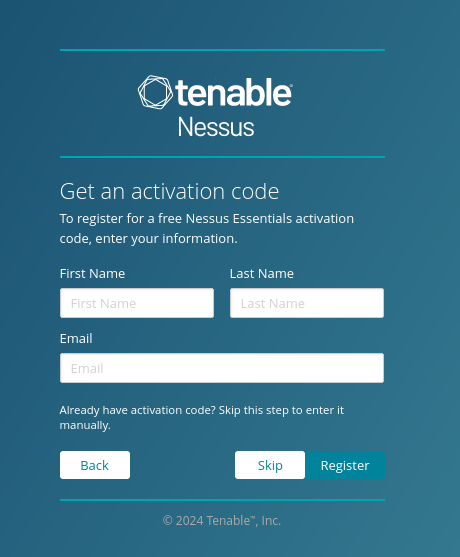 tenable®
Nessus
Get an activation code
To register for a free Nessus Essentials activation
code, enter your information.
First Name Last Name
First Name Last Name
Email
Email
Already have activation code? Skip this step to enter it
manually.
Back Skip Register
© 2024 Tenable™, Inc.